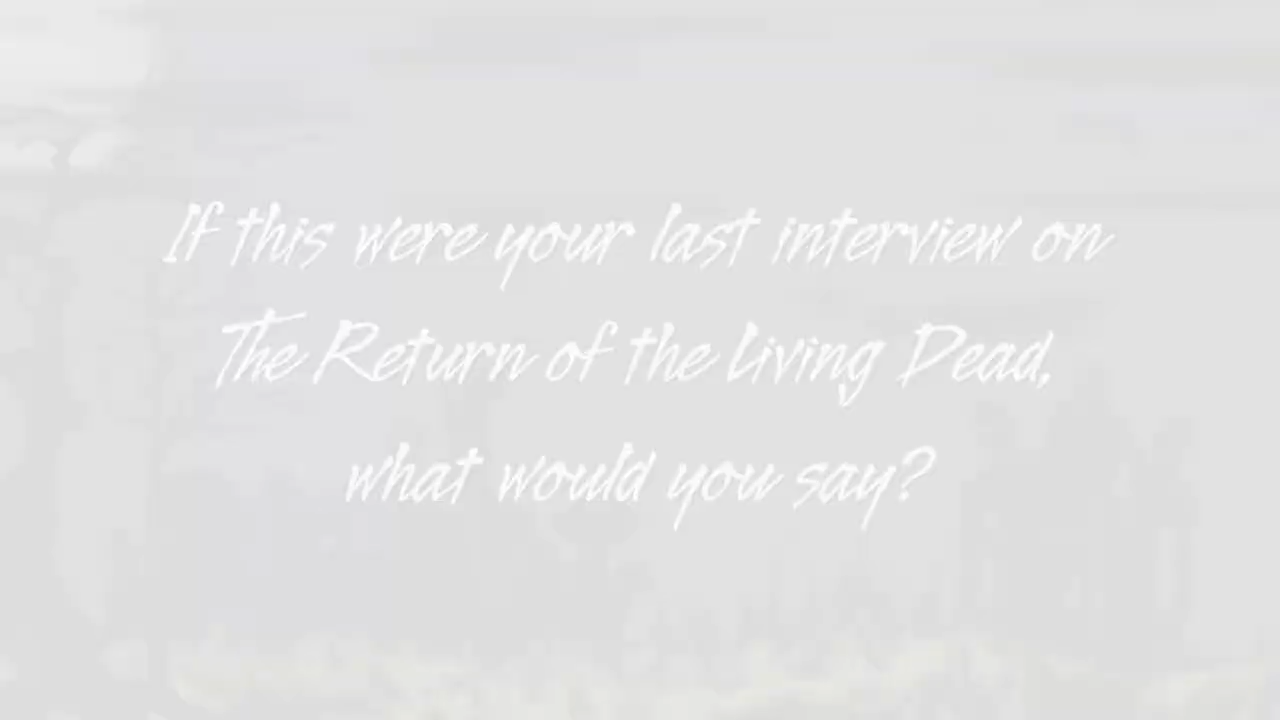 If this were your last interview on
The Return of the Living Dead,
what would you say?